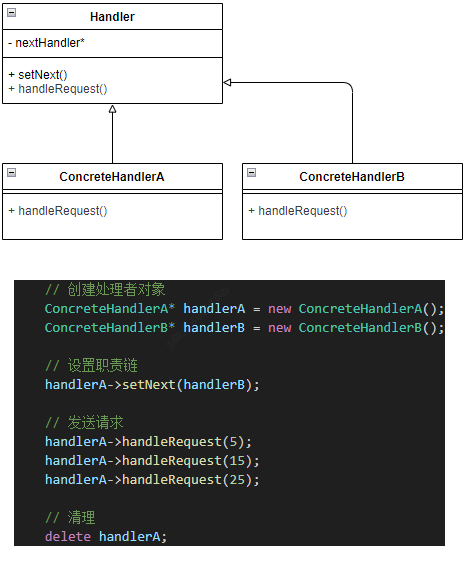 Handler
- nextHandler*
+ setNext()
+ handleRequest()
ConcreteHandlerA
+ handleRequest()
ConcreteHandlerB
+ handleRequest()
// 创建处理者对象
ConcreteHandlerA* handlerA = new ConcreteHandlerA();
ConcreteHandlerB* handlerB = new ConcreteHandlerB();
// 设置职责链
handlerA->setNext(handlerB);
// 发送请求
handlerA->handleRequest(5);
handlerA->handleRequest(15);
handlerA->handleRequest(25);
// 清理
delete handlerA;